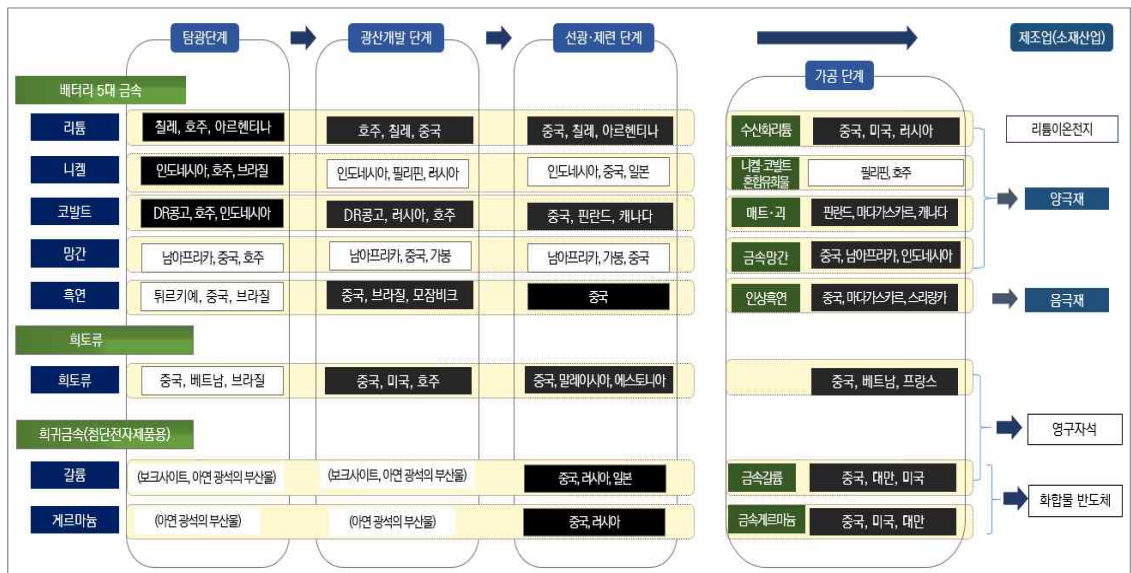 탐광단계
광산개발 단계
선광·제련 단계
제조업(소재산업)
가공 단계
배터리 5대 금속
리튬
칠레, 호주, 아르헨티나
호주, 칠레, 중국
중국, 칠레, 아르헨티나
수산화리튬
중국, 미국, 러시아
리튬이온전지
니켈
인도네시아, 호주, 브라질
인도네시아, 필리핀, 러시아
인도네시아, 중국, 일본
니켈·코발트
혼합유화물
필리핀, 호주
코발트
DR콩고, 호주, 인도네시아
DR콩고, 러시아, 호주
중국, 핀란드, 캐나다
매트·괴
핀란드, 마다가스카르, 캐나다
양극재
망간
남아프리카, 중국, 호주
남아프리카, 중국, 가봉
남아프리카, 가봉, 중국
금속망간
중국, 남아프리카, 인도네시아
흑연
튀르키예, 중국, 브라질
중국, 브라질, 모잠비크
중국
인상흑연
중국, 마다가스카르, 스리랑카
음극재
희토류
희토류
중국, 베트남, 브라질
중국, 미국, 호주
중국, 말레이시아, 에스토니아
중국, 베트남, 프랑스
영구자석
희귀금속(첨단전자제품용)
갈륨
(보크사이트, 아연 광석의 부산물)
(보크사이트, 아연 광석의 부산물)
중국, 러시아, 일본
금속갈륨
중국, 대만, 미국
화합물 반도체
게르마늄
(아연 광석의 부산물)
(아연 광석의 부산물)
중국, 러시아
금속게르마늄
중국, 미국, 대만